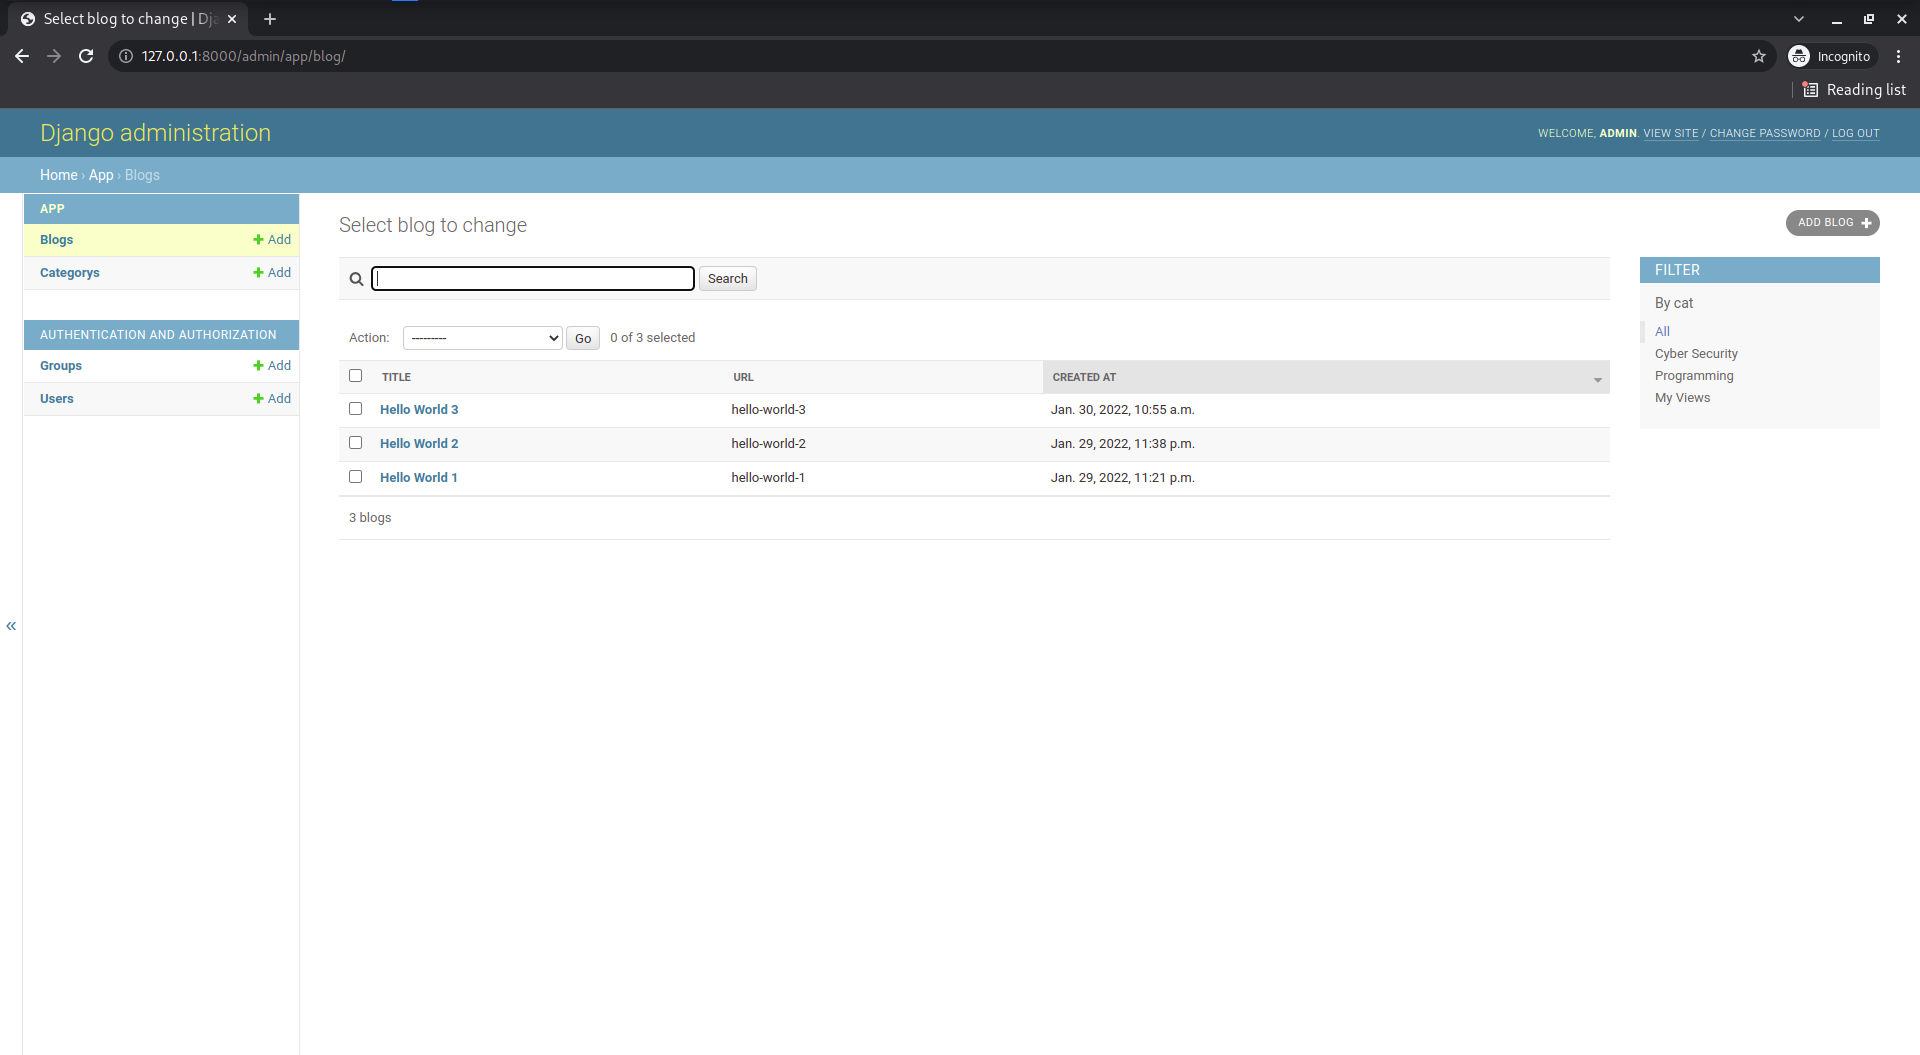 Select blog to change | Dj
127.0.0.1:8000/admin/app/blog/
Incognito
Reading list
Django administration
WELCOME, ADMIN. VIEW SITE / CHANGE PASSWORD / LOG OUT
Home › App › Blogs
APP
Blogs + Add
Categorys + Add
AUTHENTICATION AND AUTHORIZATION
Groups + Add
Users + Add
«
Select blog to change
ADD BLOG +
Search
Action: --------- Go 0 of 3 selected
TITLE URL CREATED AT
Hello World 3 hello-world-3 Jan. 30, 2022, 10:55 a.m.
Hello World 2 hello-world-2 Jan. 29, 2022, 11:38 p.m.
Hello World 1 hello-world-1 Jan. 29, 2022, 11:21 p.m.
3 blogs
FILTER
By cat
All
Cyber Security
Programming
My Views